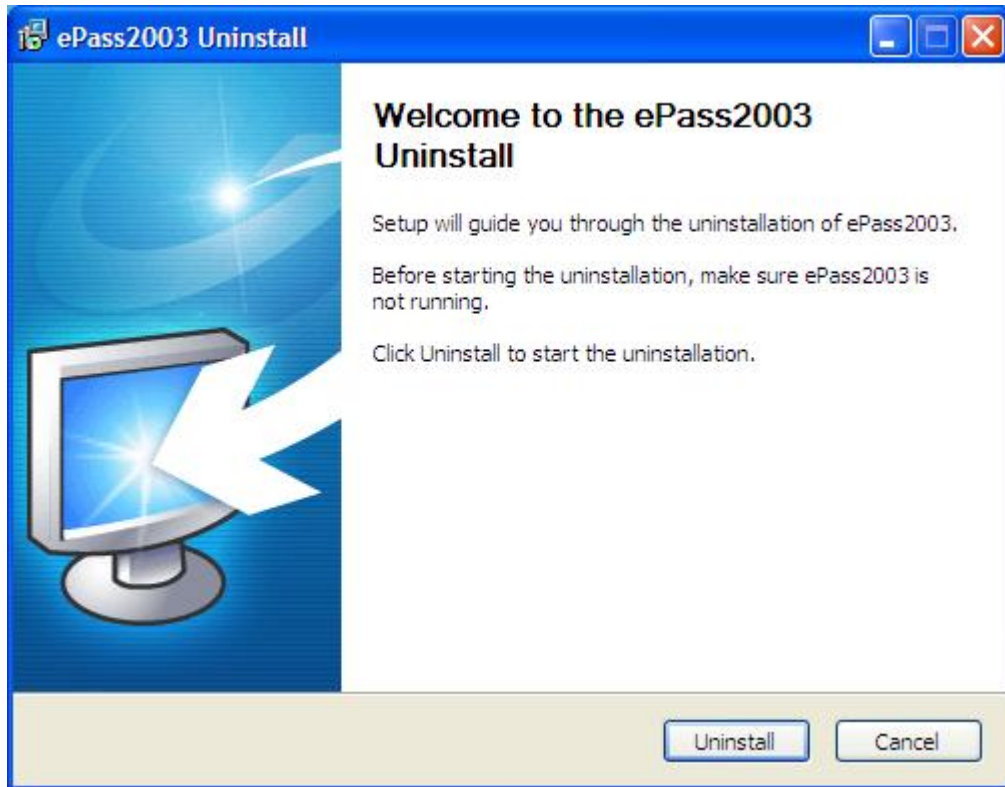 ePass2003 Uninstall
Welcome to the ePass2003
Uninstall
Setup will guide you through the uninstallation of ePass2003.
Before starting the uninstallation, make sure ePass2003 is
not running.
Click Uninstall to start the uninstallation.
Uninstall
Cancel